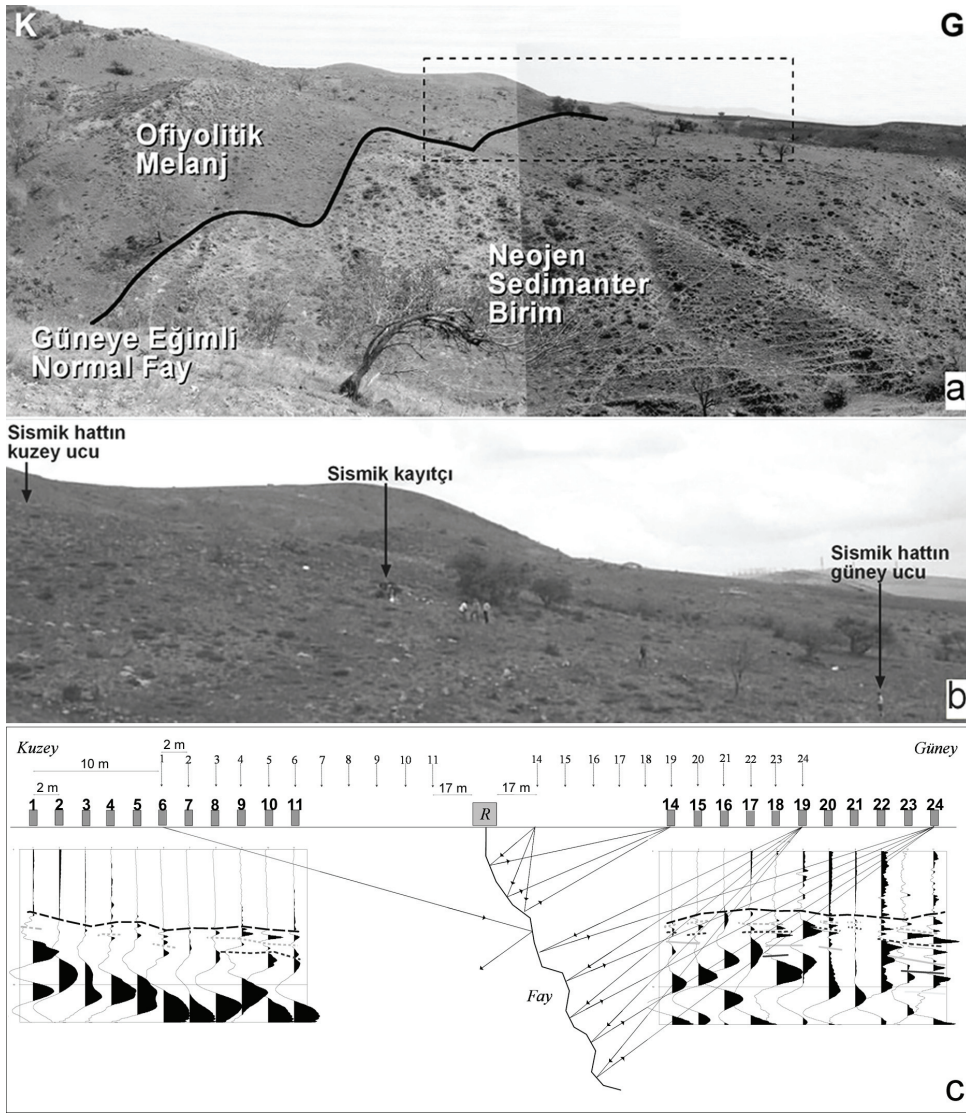 K
G
Ofiyolitik
Melanj
Neojen
Sedimanter
Birim
Güneye Eğimli
Normal Fay
a
Sismik hattın
kuzey ucu
Sismik kayıtçı
Sismik hattın
güney ucu
b
Kuzey
2 m
Güney
1 2 3 4 5 6 7 8 9 10 11 14 15 16 17 18 19 20 21 22 23 24
10 m
2 m
17 m 17 m
1 2 3 4 5 6 7 8 9 10 11 R 14 15 16 17 18 19 20 21 22 23 24
Fay
c